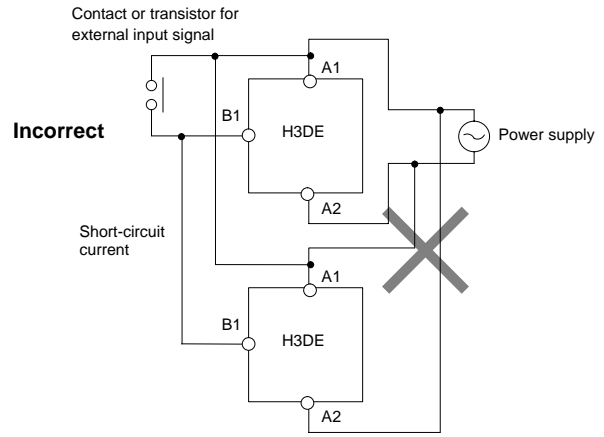 Contact or transistor for
external input signal
A1
B1
Incorrect
H3DE
Power supply
A2
Short-circuit
current
A1
B1
H3DE
A2